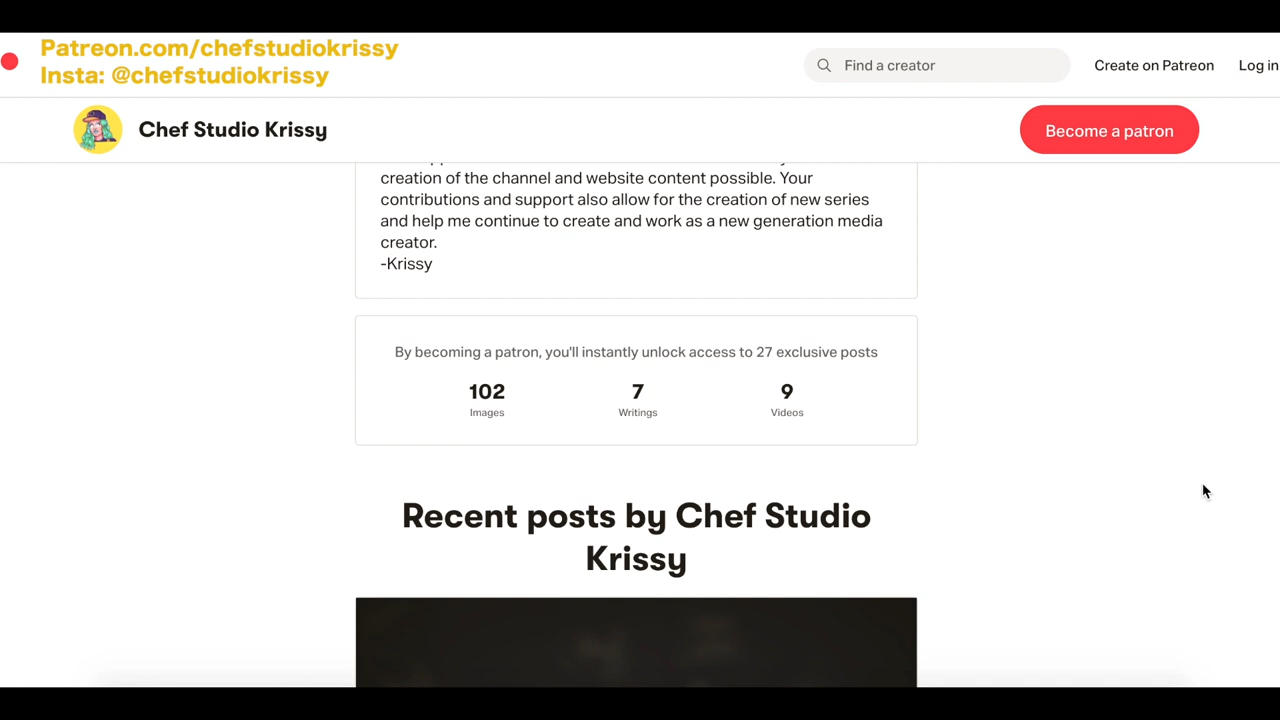 Patreon.com/chefstudiokrissy
Insta: @chefstudiokrissy
Find a creator
Create on Patreon
Log in
Chef Studio Krissy
Become a patron
creation of the channel and website content possible. Your
contributions and support also allow for the creation of new series
and help me continue to create and work as a new generation media
creator.
-Krissy
By becoming a patron, you'll instantly unlock access to 27 exclusive posts
102
7
9
Images
Writings
Videos
Recent posts by Chef Studio
Krissy